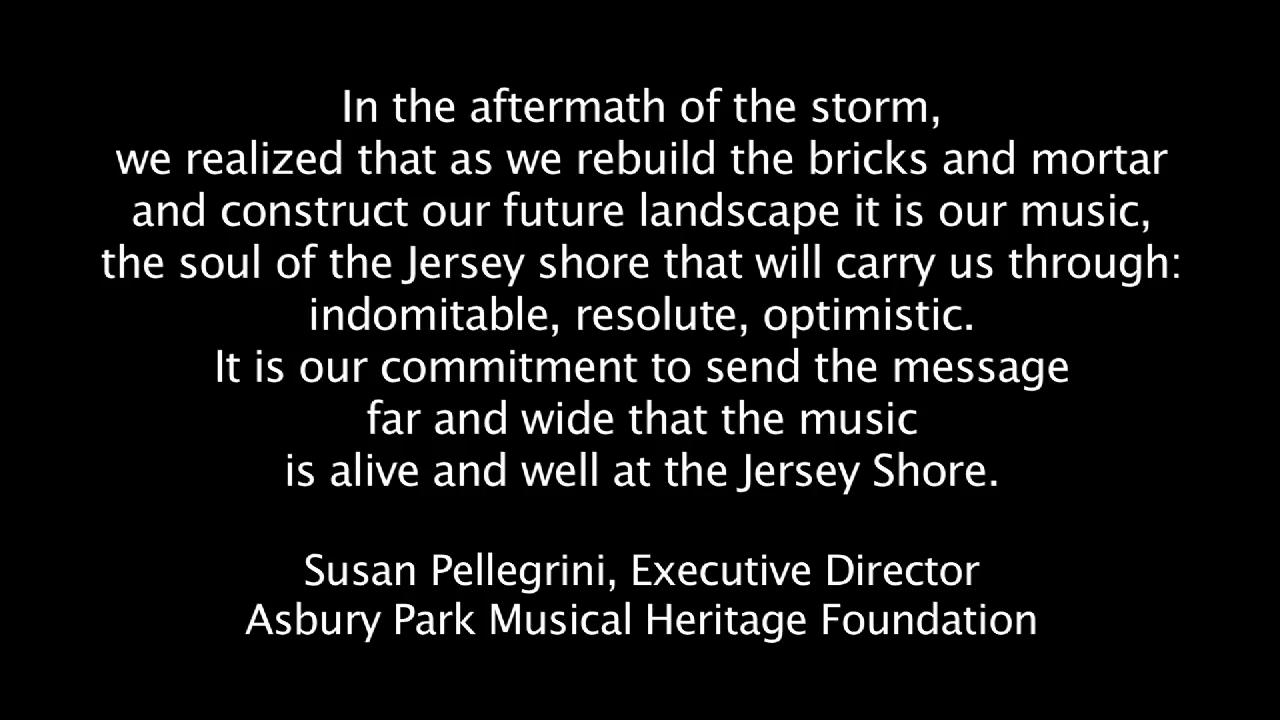 In the aftermath of the storm,
we realized that as we rebuild the bricks and mortar
and construct our future landscape it is our music,
the soul of the Jersey shore that will carry us through:
indomitable, resolute, optimistic.
It is our commitment to send the message
far and wide that the music
is alive and well at the Jersey Shore.
Susan Pellegrini, Executive Director
Asbury Park Musical Heritage Foundation